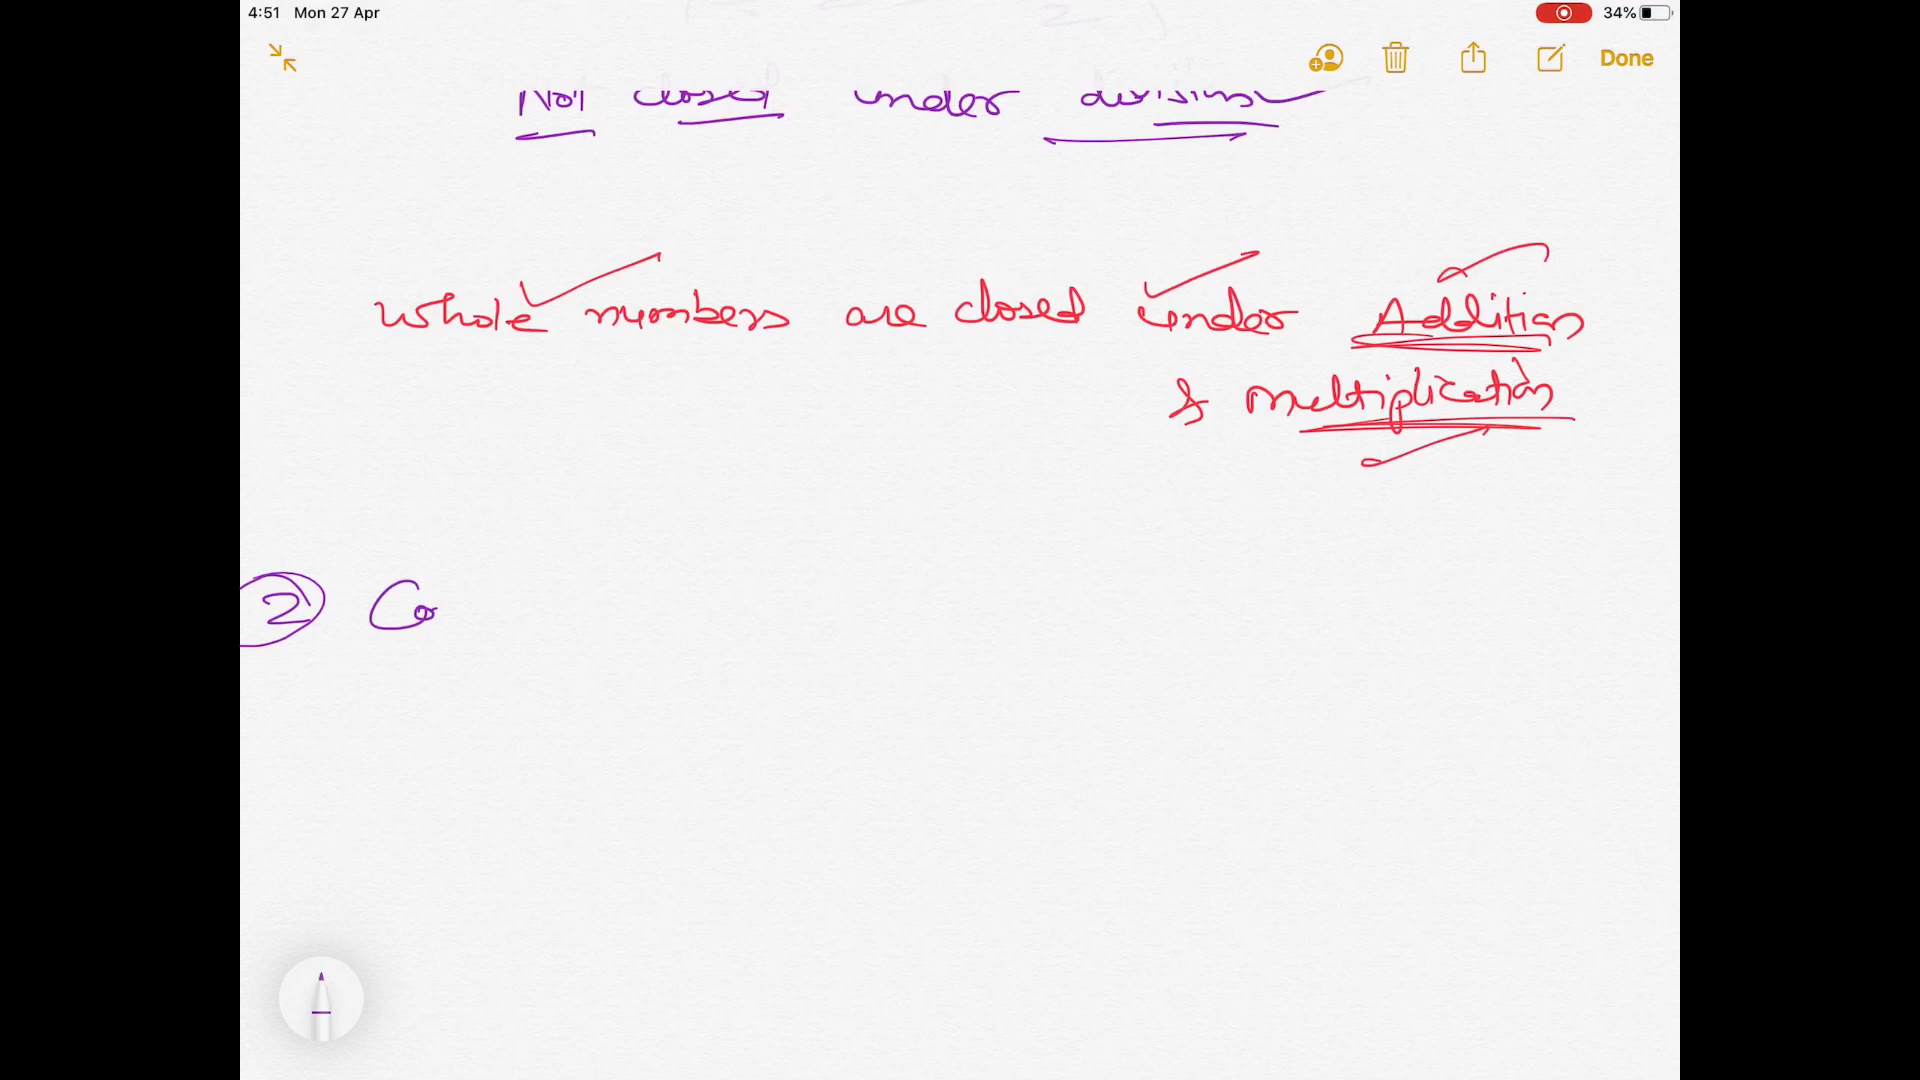 4:51 Mon 27 Apr 34%
Done
Not closed under division
Whole numbers are closed under Addition
& multiplication
2 Co